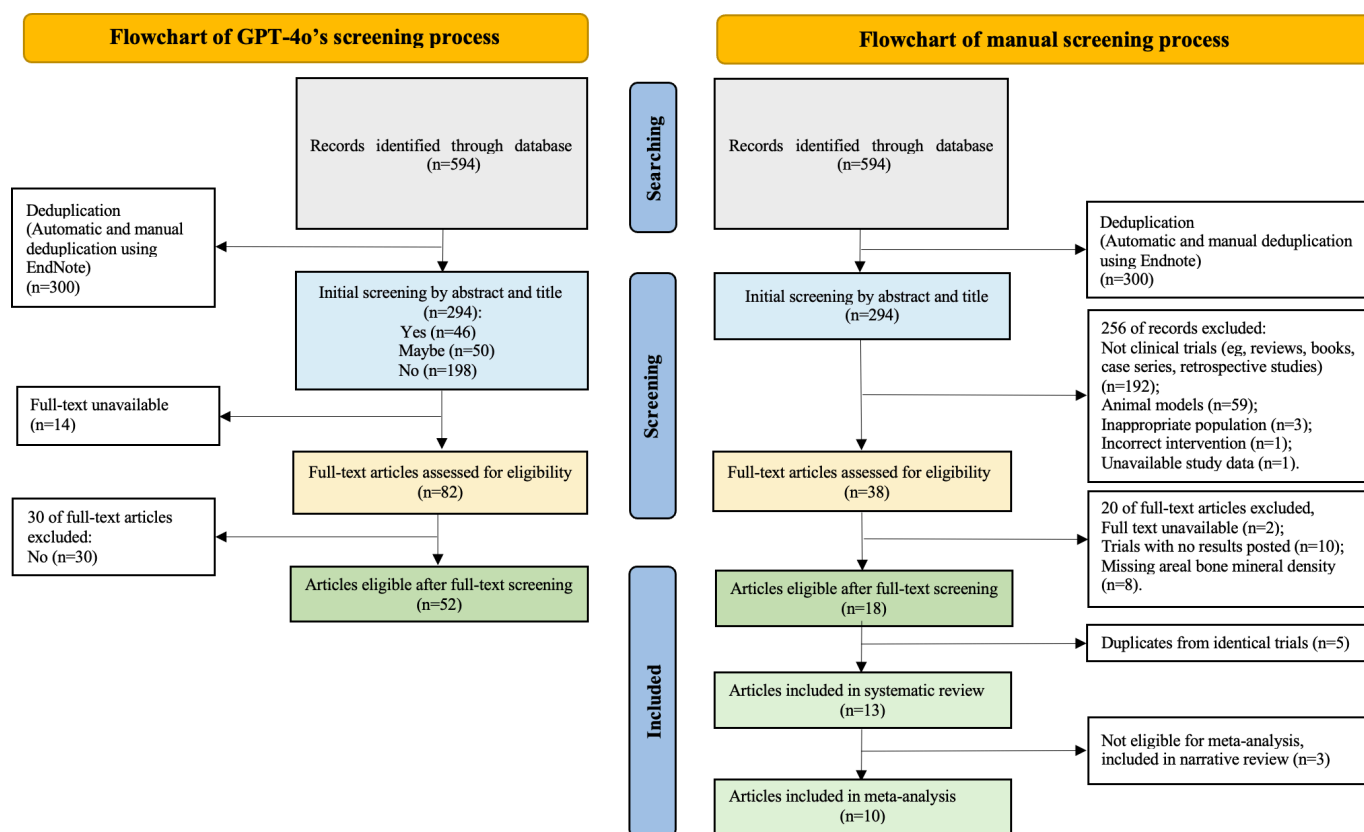 Flowchart of GPT-4o's screening process
Records identified through database
(n=594)
Deduplication
(Automatic and manual
deduplication using
EndNote)
(n=300)
Initial screening by abstract and title
(n=294):
Yes (n=46)
Maybe (n=50)
No (n=198)
Full-text unavailable
(n=14)
Full-text articles assessed for eligibility
(n=82)
30 of full-text articles
excluded:
No (n=30)
Articles eligible after full-text screening
(n=52)
Searching
Screening
Included
Flowchart of manual screening process
Records identified through database
(n=594)
Deduplication
(Automatic and manual deduplication
using Endnote)
(n=300)
Initial screening by abstract and title
(n=294)
256 of records excluded:
Not clinical trials (eg, reviews, books,
case series, retrospective studies)
(n=192);
Animal models (n=59);
Inappropriate population (n=3);
Incorrect intervention (n=1);
Unavailable study data (n=1).
Full-text articles assessed for eligibility
(n=38)
20 of full-text articles excluded,
Full text unavailable (n=2);
Trials with no results posted (n=10);
Missing areal bone mineral density
(n=8).
Articles eligible after full-text screening
(n=18)
Duplicates from identical trials (n=5)
Articles included in systematic review
(n=13)
Not eligible for meta-analysis,
included in narrative review (n=3)
Articles included in meta-analysis
(n=10)